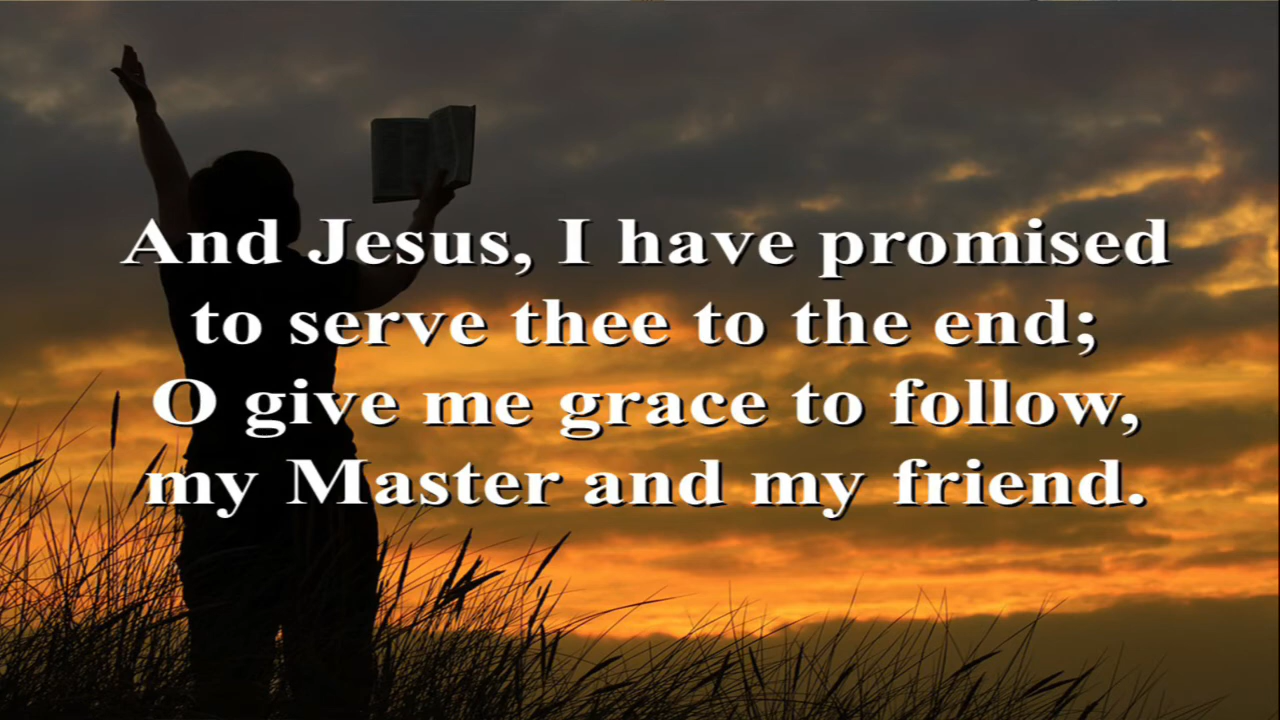 And Jesus, I have promised
to serve thee to the end;
O give me grace to follow,
my Master and my friend.